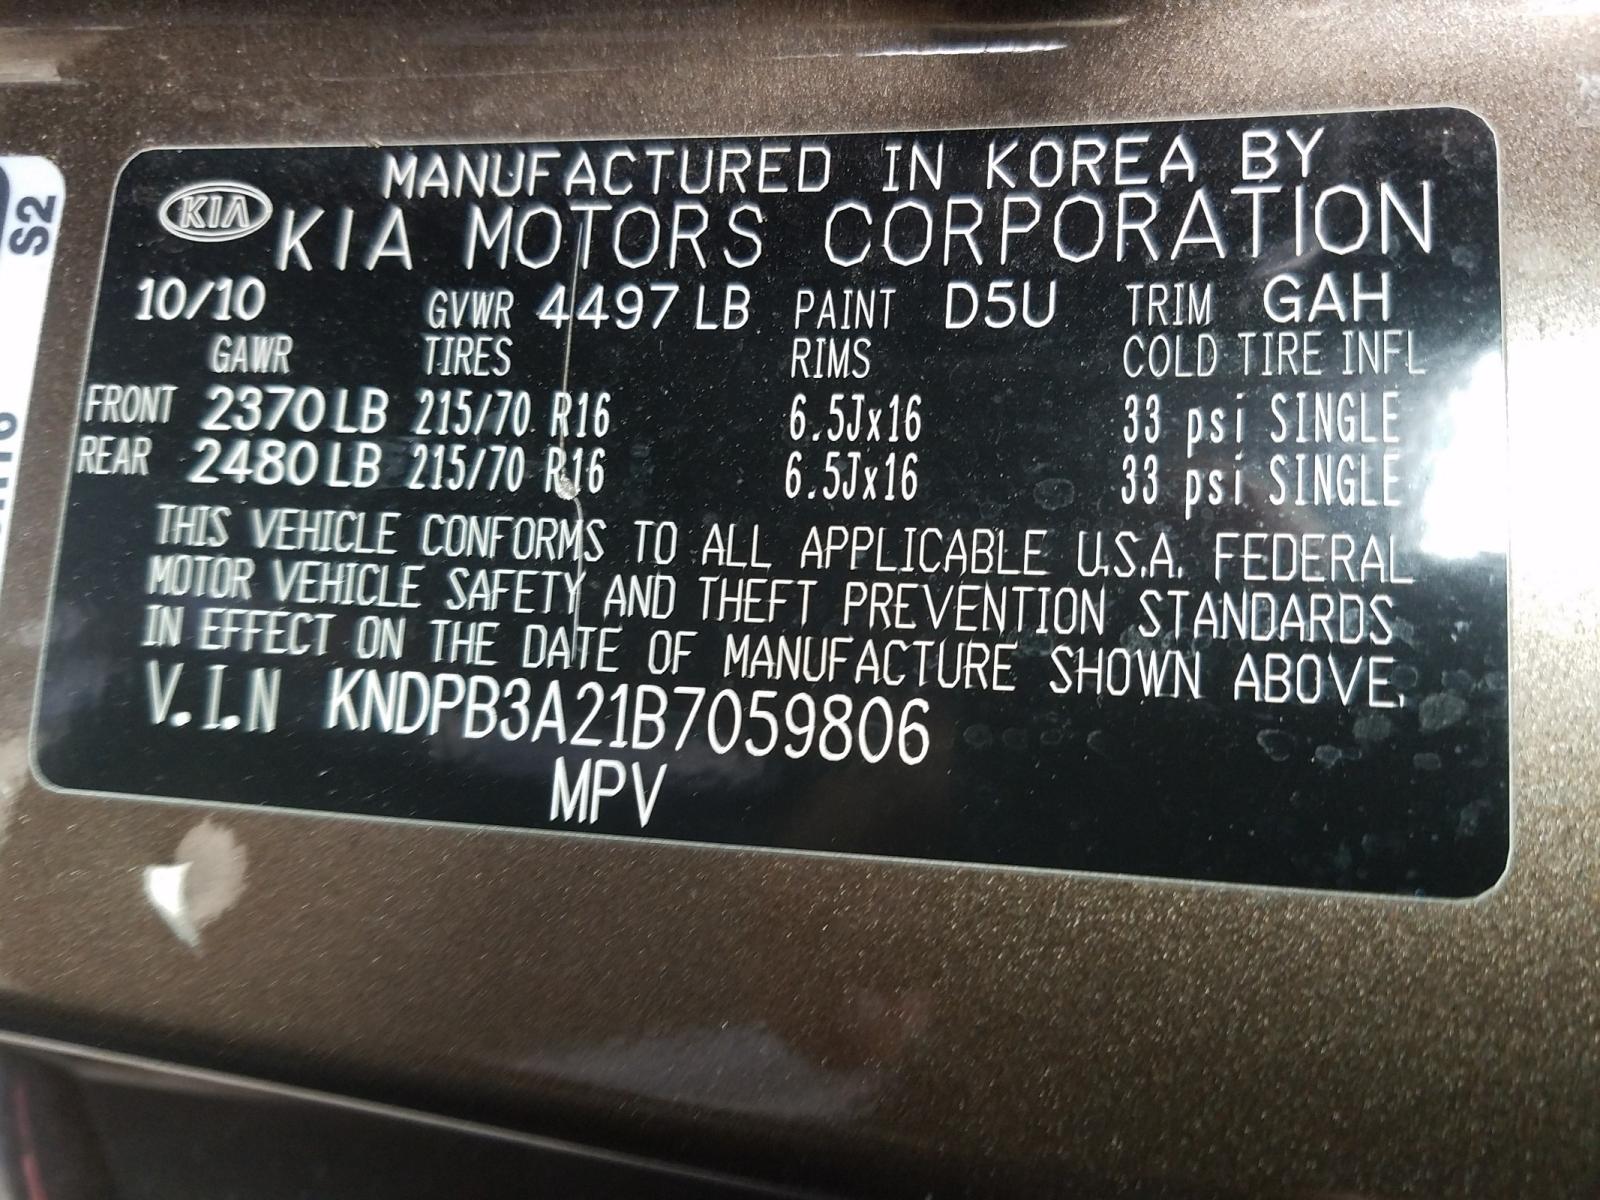 MANUFACTURED IN KOREA BY
KIA KIA MOTORS CORPORATION
10/10 GVWR 4497 LB PAINT D5U TRIM GAH
GAWR TIRES RIMS COLD TIRE INFL
FRONT 2370 LB 215/70 R16 6.5Jx16 33 psi SINGLE
REAR 2480 LB 215/70 R16 6.5Jx16 33 psi SINGLE
THIS VEHICLE CONFORMS TO ALL APPLICABLE U.S.A. FEDERAL
MOTOR VEHICLE SAFETY AND THEFT PREVENTION STANDARDS
IN EFFECT ON THE DATE OF MANUFACTURE SHOWN ABOVE.
V.I.N KNDPB3A21B7059806
MPV
S2